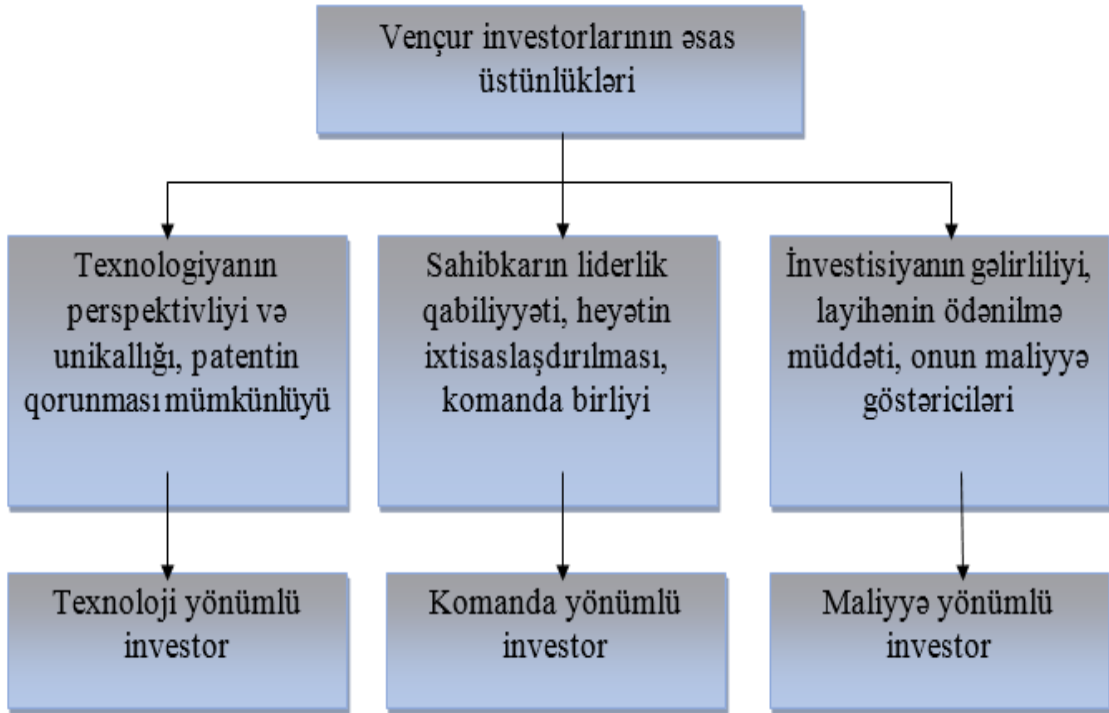 Vençur investorlarının əsas
üstünlükləri
Texnologiyanın
perspektivliyi və
unikallığı, patentin
qorunması mümkünlüyü
Sahibkarın liderlik
qabiliyyəti, heyətin
ixtisaslaşdırılması,
komanda birliyi
İnvestisiyanın gəlirliliyi,
layihənin ödənilmə
müddəti, onun maliyyə
göstəriciləri
Texnoloji yönümlü
investor
Komanda yönümlü
investor
Maliyyə yönümlü
investor